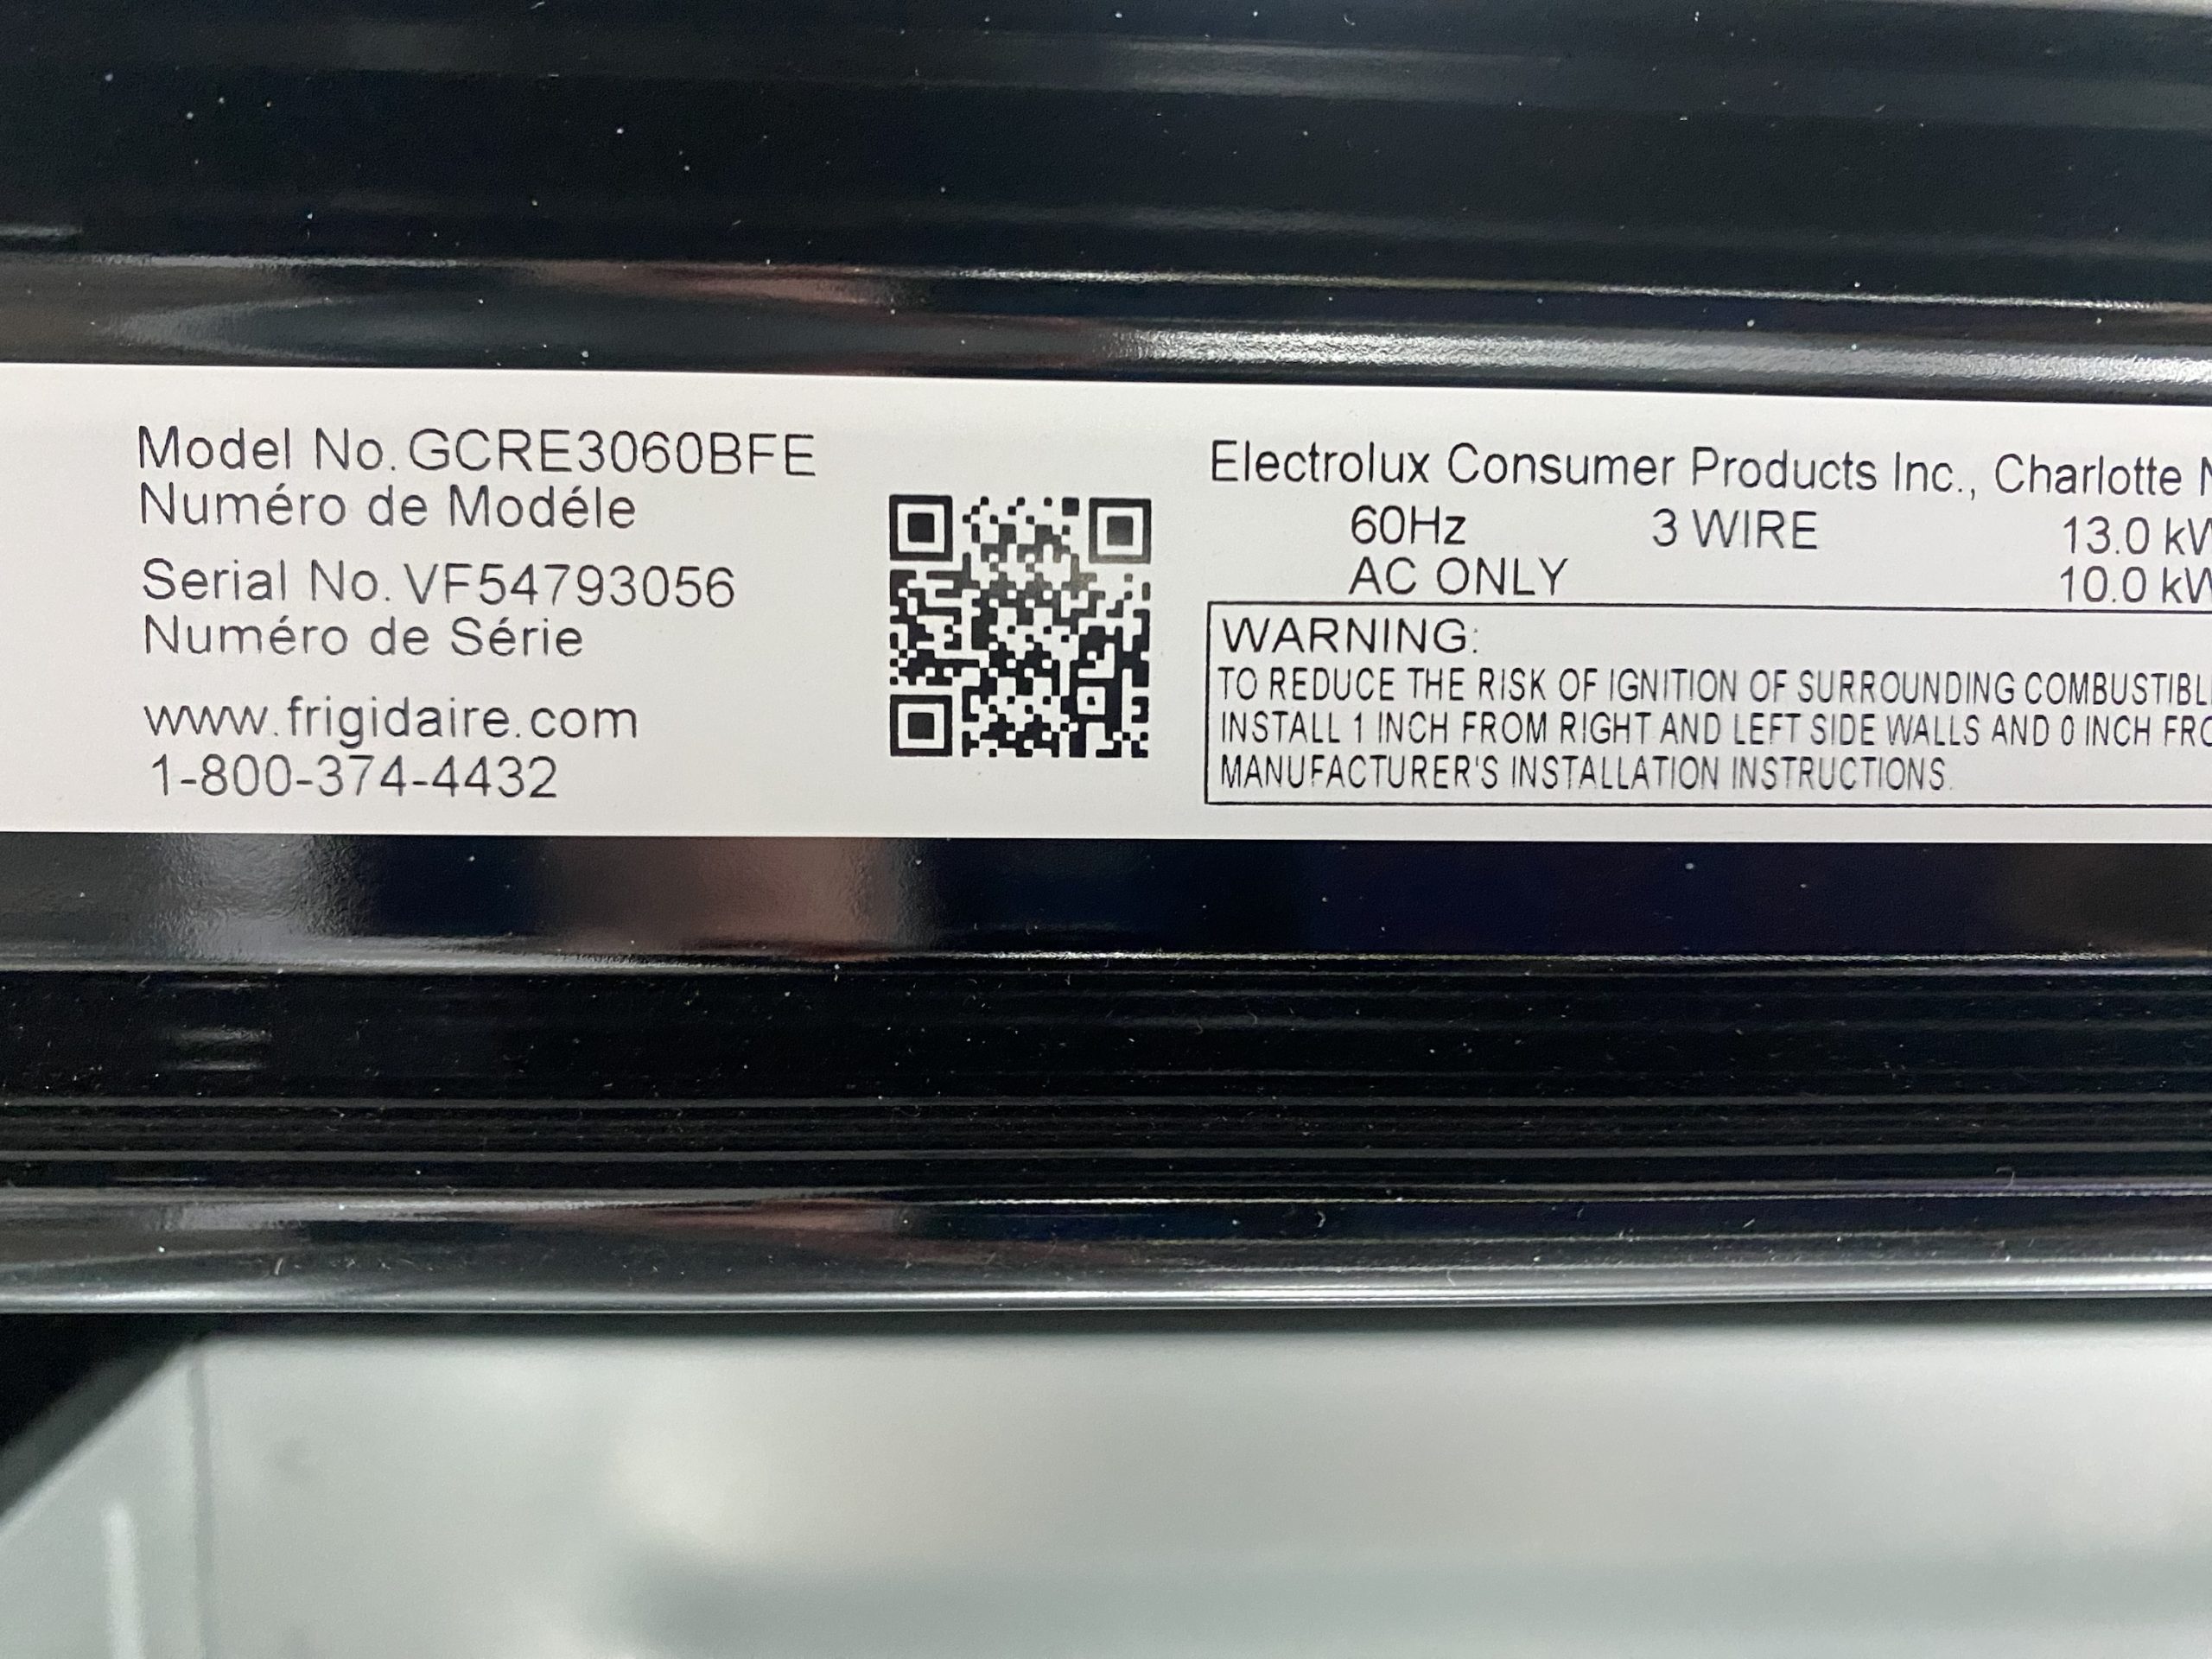 Model No. GCRE3060BFE
Numéro de Modéle
Serial No. VF54793056
Numéro de Série
www.frigidaire.com
1-800-374-4432
Electrolux Consumer Products Inc., Charlotte
60Hz 3 WIRE 13.0
AC ONLY 10.0
WARNING:
TO REDUCE THE RISK OF IGNITION OF SURROUNDING
INSTALL 1 INCH FROM RIGHT AND LEFT SIDE WALLS AND 0 INCH
MANUFACTURER'S INSTALLATION INSTRUCTIONS.